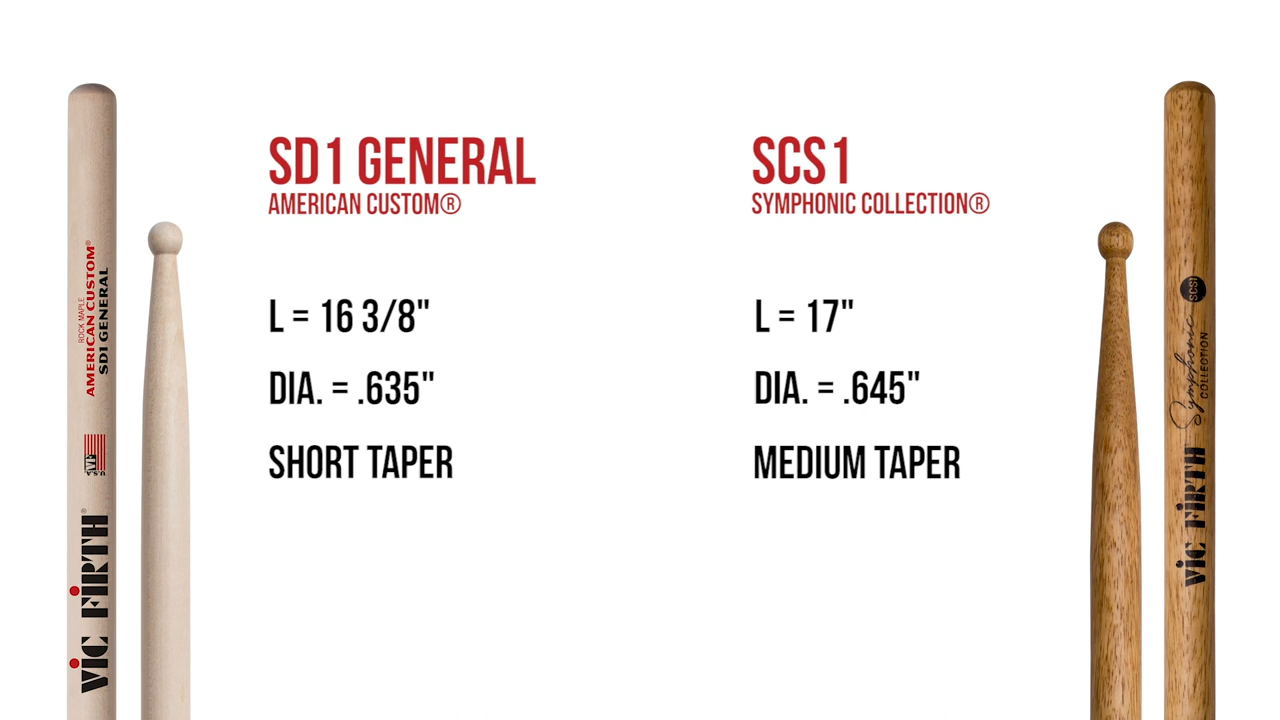 SD1 GENERAL
AMERICAN CUSTOM®
L = 16 3/8"
DIA. = .635"
SHORT TAPER
SCS1
SYMPHONIC COLLECTION®
L = 17"
DIA. = .645"
MEDIUM TAPER
ROCK MAPLE
AMERICAN CUSTOM®
SD1 GENERAL
VF
U.S.A.
VIC FIRTH®
SCS1
Symphonic
COLLECTION
VIC FIRTH